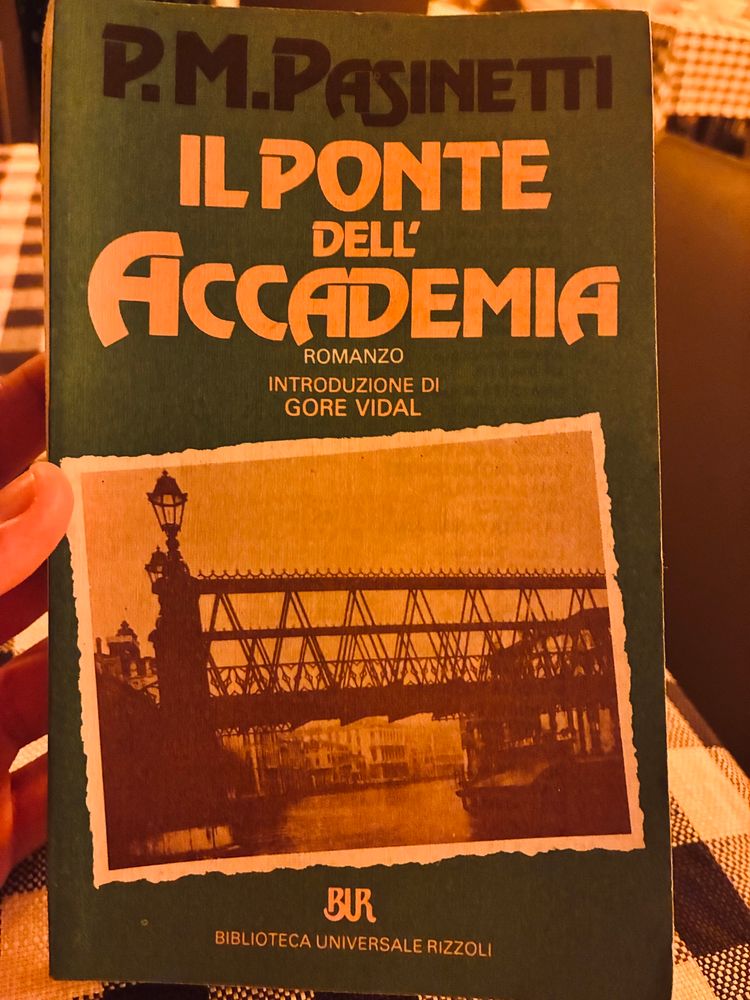 P.M.PASINETTI
IL PONTE
DELL'
ACCADEMIA
ROMANZO
INTRODUZIONE DI
GORE VIDAL
BUR
BIBLIOTECA UNIVERSALE RIZZOLI